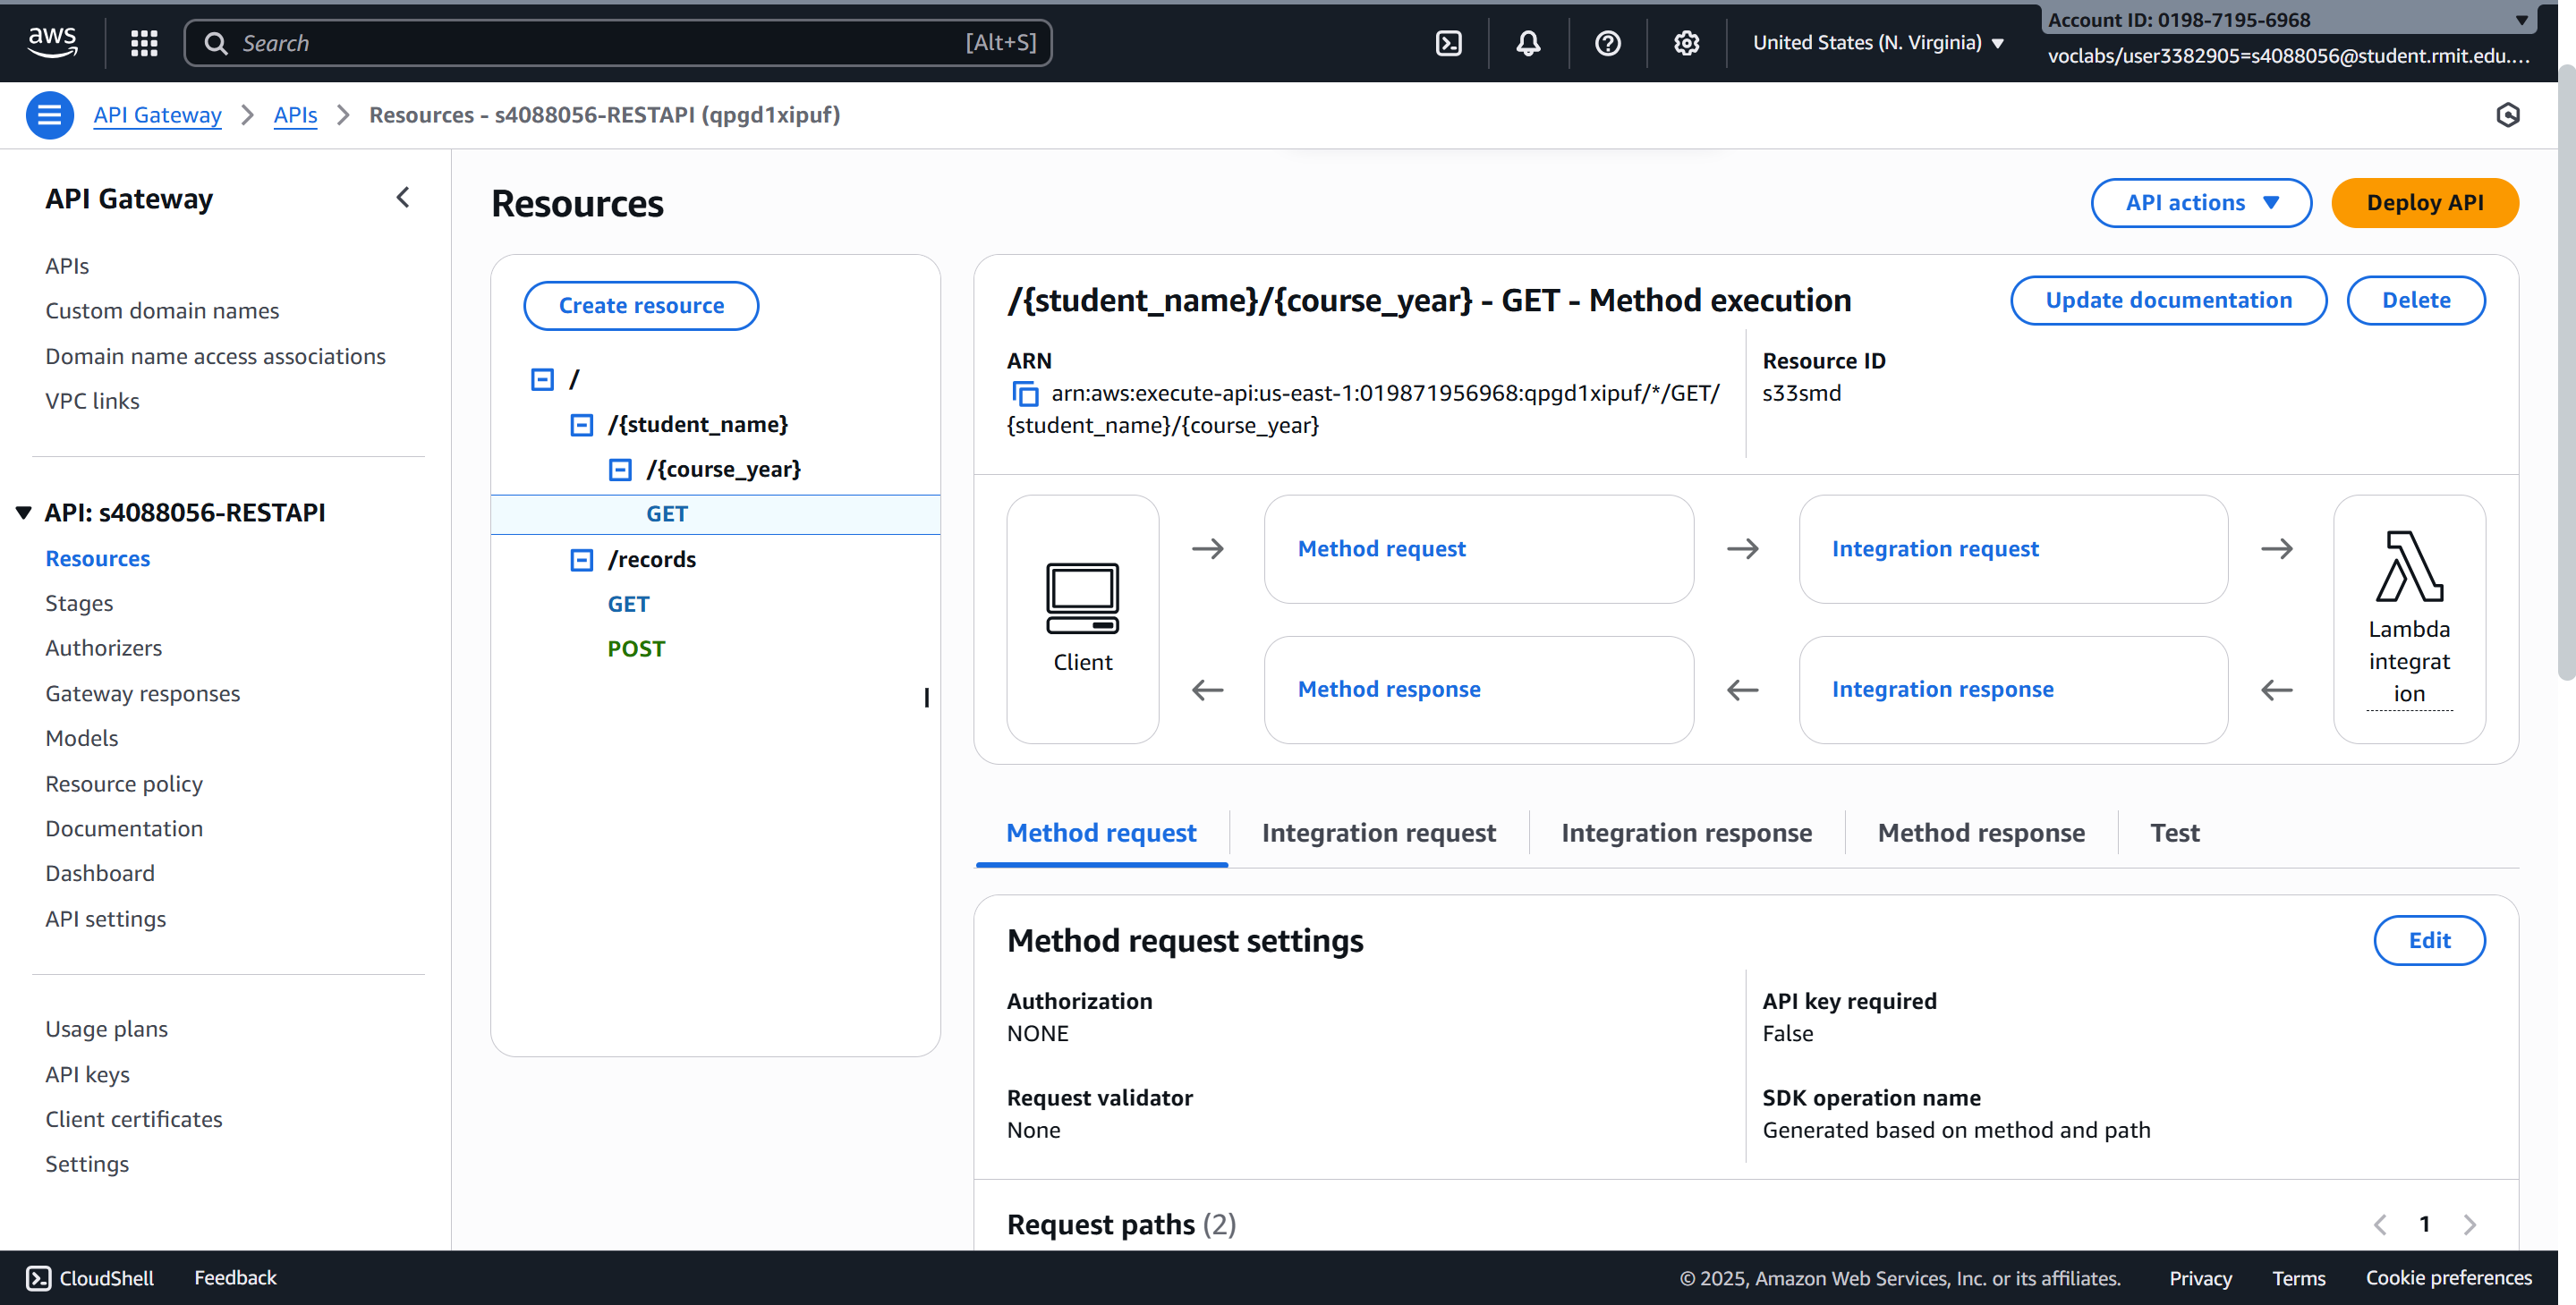 aws
Search
[Alt+S]
United States (N. Virginia)
Account ID: 0198-7195-6968
voclabs/user3382905=s4088056@student.rmit.edu....
API Gateway
APIs
Resources - s4088056-RESTAPI (qpgd1xipuf)
API Gateway
APIs
Custom domain names
Domain name access associations
VPC links
API: s4088056-RESTAPI
Resources
Stages
Authorizers
Gateway responses
Models
Resource policy
Documentation
Dashboard
API settings
Usage plans
API keys
Client certificates
Settings
Resources
API actions
Deploy API
Create resource
/
/{student_name}
/{course_year}
GET
/records
GET
POST
/{student_name}/{course_year} - GET - Method execution
Update documentation
Delete
ARN
arn:aws:execute-api:us-east-1:019871956968:qpgd1xipuf/*/GET/
{student_name}/{course_year}
Resource ID
s33smd
Client
Method request
Integration request
Method response
Integration response
Lambda
integrat
ion
Method request
Integration request
Integration response
Method response
Test
Method request settings
Edit
Authorization
NONE
API key required
False
Request validator
None
SDK operation name
Generated based on method and path
Request paths (2)
1
CloudShell
Feedback
© 2025, Amazon Web Services, Inc. or its affiliates.
Privacy
Terms
Cookie preferences